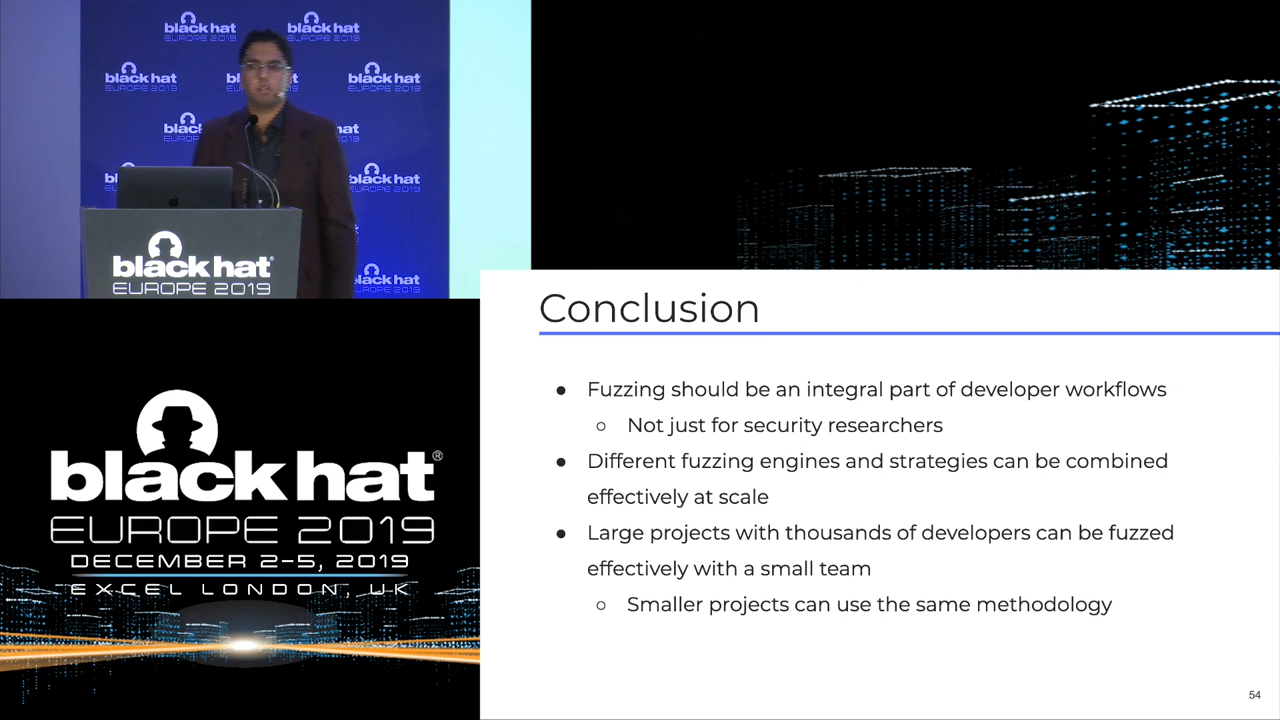 black hat
EUROPE 2019
black hat
EUROPE 2019
black hat
EUROPE 2019
black hat
EUROPE 2019
black hat
EUROPE 2019
black hat
EUROPE 2019
black hat®
EUROPE 2019
black hat®
EUROPE 2019
DECEMBER 2-5, 2019
EXCEL LONDON, UK
Conclusion
● Fuzzing should be an integral part of developer workflows
○ Not just for security researchers
● Different fuzzing engines and strategies can be combined
effectively at scale
● Large projects with thousands of developers can be fuzzed
effectively with a small team
○ Smaller projects can use the same methodology
54